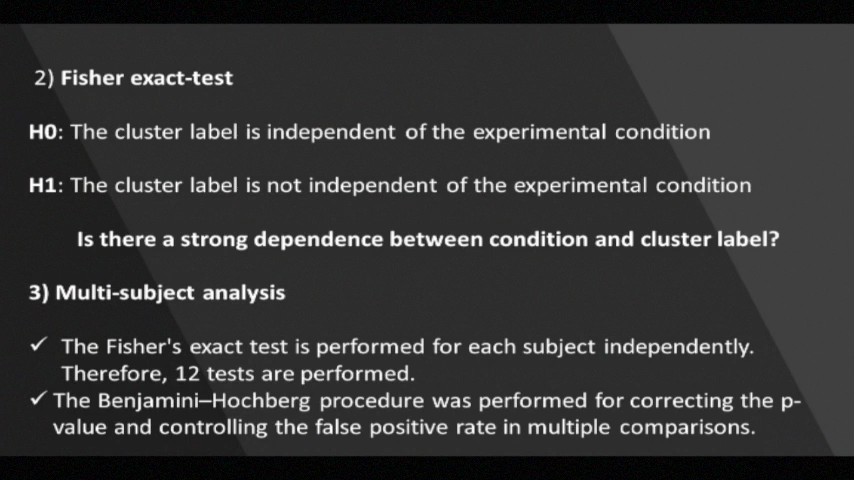 2) Fisher exact-test
H0: The cluster label is independent of the experimental condition
H1: The cluster label is not independent of the experimental condition
Is there a strong dependence between condition and cluster label?
3) Multi-subject analysis
✓ The Fisher's exact test is performed for each subject independently.
Therefore, 12 tests are performed.
✓ The Benjamini–Hochberg procedure was performed for correcting the p-
value and controlling the false positive rate in multiple comparisons.